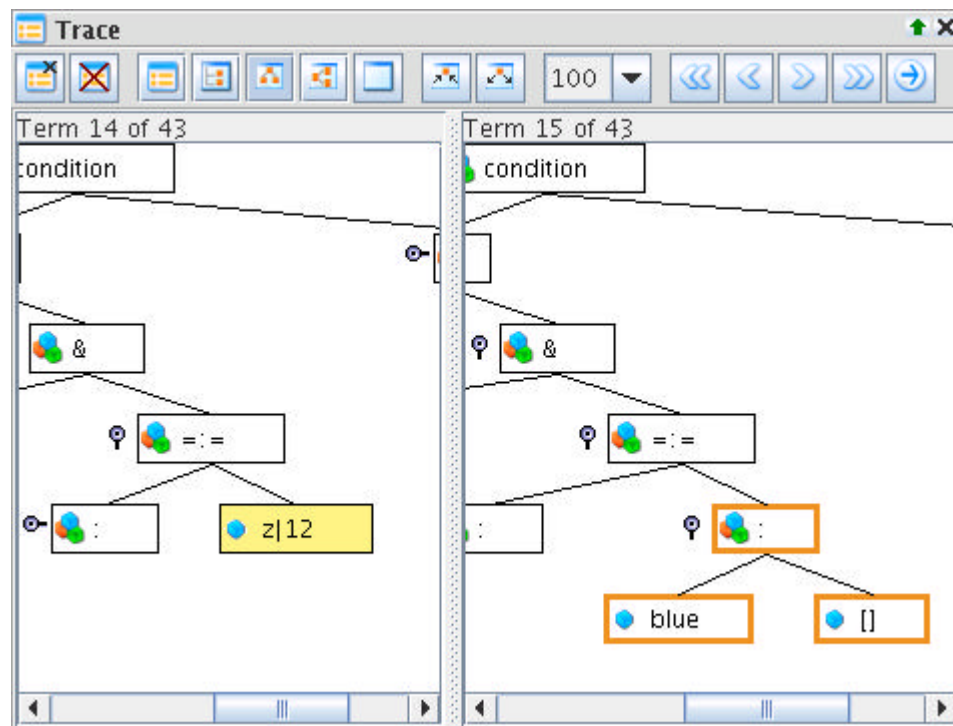 Trace
100
Term 14 of 43
condition
&
=:=
:
z|12
Term 15 of 43
condition
&
=:=
:
:
blue
[]